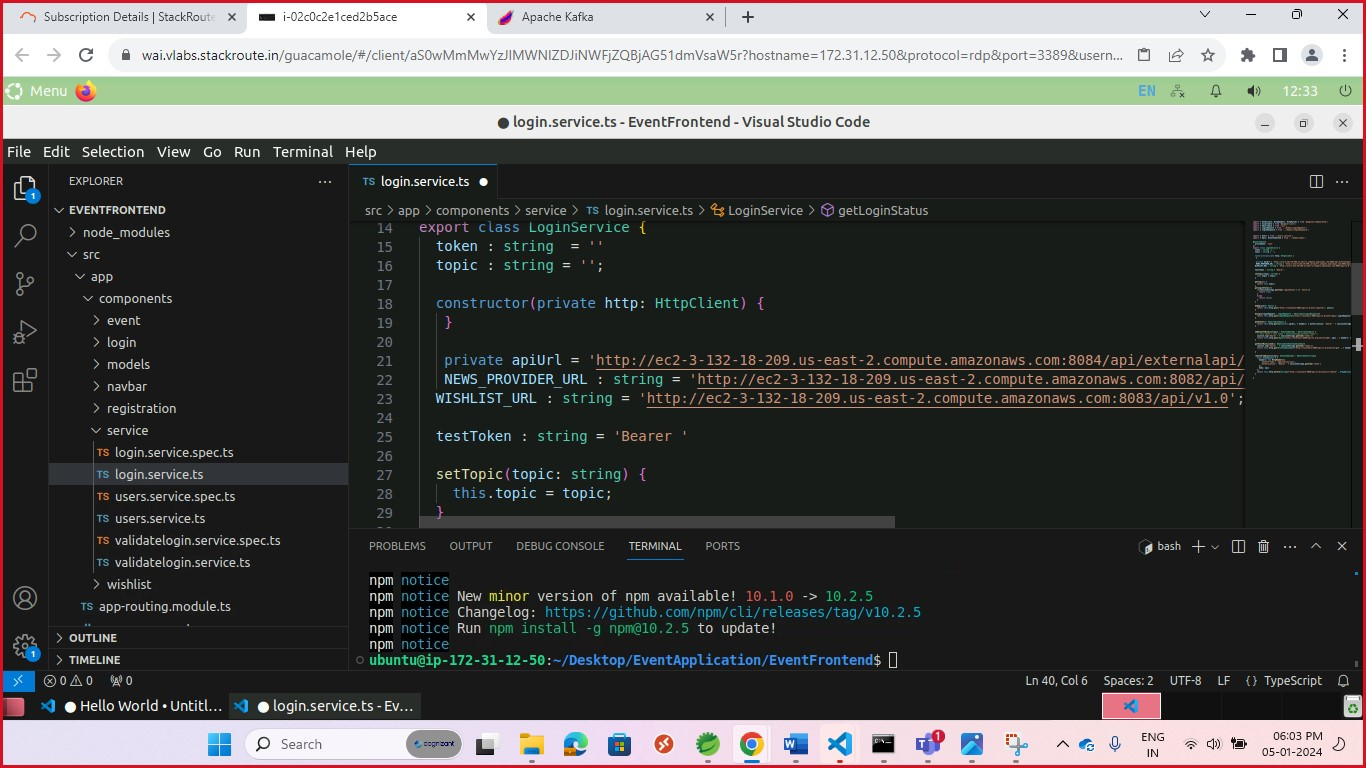 Subscription Details | StackRoute
i-02c0c2e1ced2b5ace
Apache Kafka
wai.vlabs.stackroute.in/guacamole/#/client/aS0wMmMwYzJlMWNlZDJiNWFjZQBjAG51dmVsaW5r?hostname=172.31.12.50&protocol=rdp&port=3389&usern...
Menu
EN
12:33
● login.service.ts - EventFrontend - Visual Studio Code
File Edit Selection View Go Run Terminal Help
EXPLORER
TS login.service.ts ●
src > app > components > service > TS login.service.ts > LoginService > getLoginStatus
EVENTFRONTEND
node_modules
src
app
components
event
login
models
navbar
registration
service
TS login.service.spec.ts
TS login.service.ts
TS users.service.spec.ts
TS users.service.ts
TS validatelogin.service.spec.ts
TS validatelogin.service.ts
wishlist
TS app-routing.module.ts
OUTLINE
TIMELINE
1
1
14 export class LoginService {
15 token : string = ''
16 topic : string = '';
17
18 constructor(private http: HttpClient) {
19 }
20
21 private apiUrl = 'http://ec2-3-132-18-209.us-east-2.compute.amazonaws.com:8084/api/externalapi/
22 NEWS_PROVIDER_URL : string = 'http://ec2-3-132-18-209.us-east-2.compute.amazonaws.com:8082/api/
23 WISHLIST_URL : string = 'http://ec2-3-132-18-209.us-east-2.compute.amazonaws.com:8083/api/v1.0';
24
25 testToken : string = 'Bearer '
26
27 setTopic(topic: string) {
28 this.topic = topic;
29 }
PROBLEMS OUTPUT DEBUG CONSOLE TERMINAL PORTS
bash
npm notice
npm notice New minor version of npm available! 10.1.0 -> 10.2.5
npm notice Changelog: https://github.com/npm/cli/releases/tag/v10.2.5
npm notice Run npm install -g npm@10.2.5 to update!
npm notice
ubuntu@ip-172-31-12-50:~/Desktop/EventApplication/EventFrontend$
0 0 0
Ln 40, Col 6 Spaces: 2 UTF-8 LF {} TypeScript
● Hello World • Untitl...
● login.service.ts - Ev...
Search
cognizant
1
ENG
IN
06:03 PM
05-01-2024